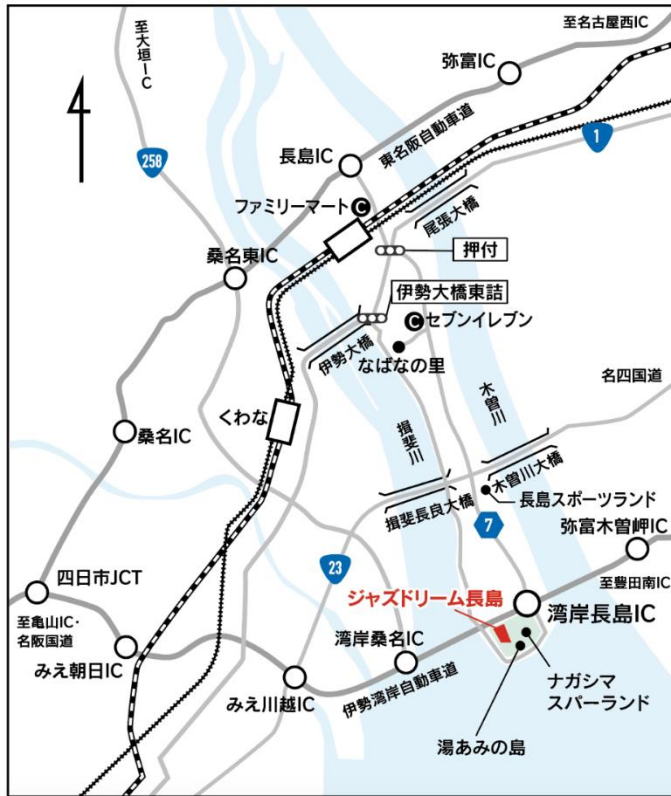 至名古屋西IC
至大垣IC
弥富IC
東名阪自動車道
1
258
長島IC
ファミリーマート
尾張大橋
押付
桑名東IC
伊勢大橋東詰
セブンイレブン
伊勢大橋
なばなの里
名四国道
木曽川
くわな
揖斐川
桑名IC
木曽川大橋
揖斐長良大橋
長島スポーツランド
7
弥富木曽岬IC
23
四日市JCT
至豊田南IC
ジャズドリーム長島
湾岸長島IC
至亀山IC・
名阪国道
湾岸桑名IC
みえ朝日IC
伊勢湾岸自動車道
みえ川越IC
ナガシマ
スパーランド
湯あみの島